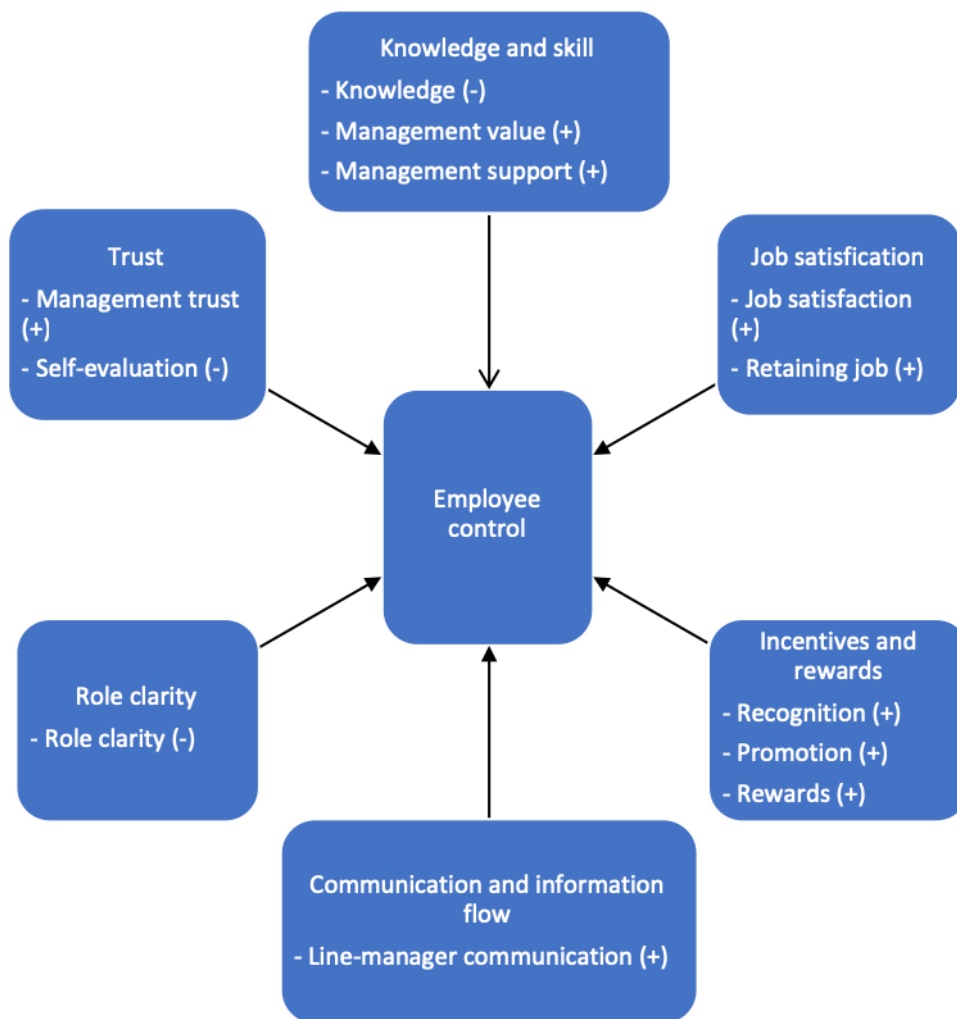 Knowledge and skill
- Knowledge (-)
- Management value (+)
- Management support (+)
Trust
- Management trust
(+)
- Self-evaluation (-)
Job satisfication
- Job satisfaction
(+)
- Retaining job (+)
Employee
control
Role clarity
- Role clarity (-)
Incentives and
rewards
- Recognition (+)
- Promotion (+)
- Rewards (+)
Communication and information
flow
- Line-manager communication (+)